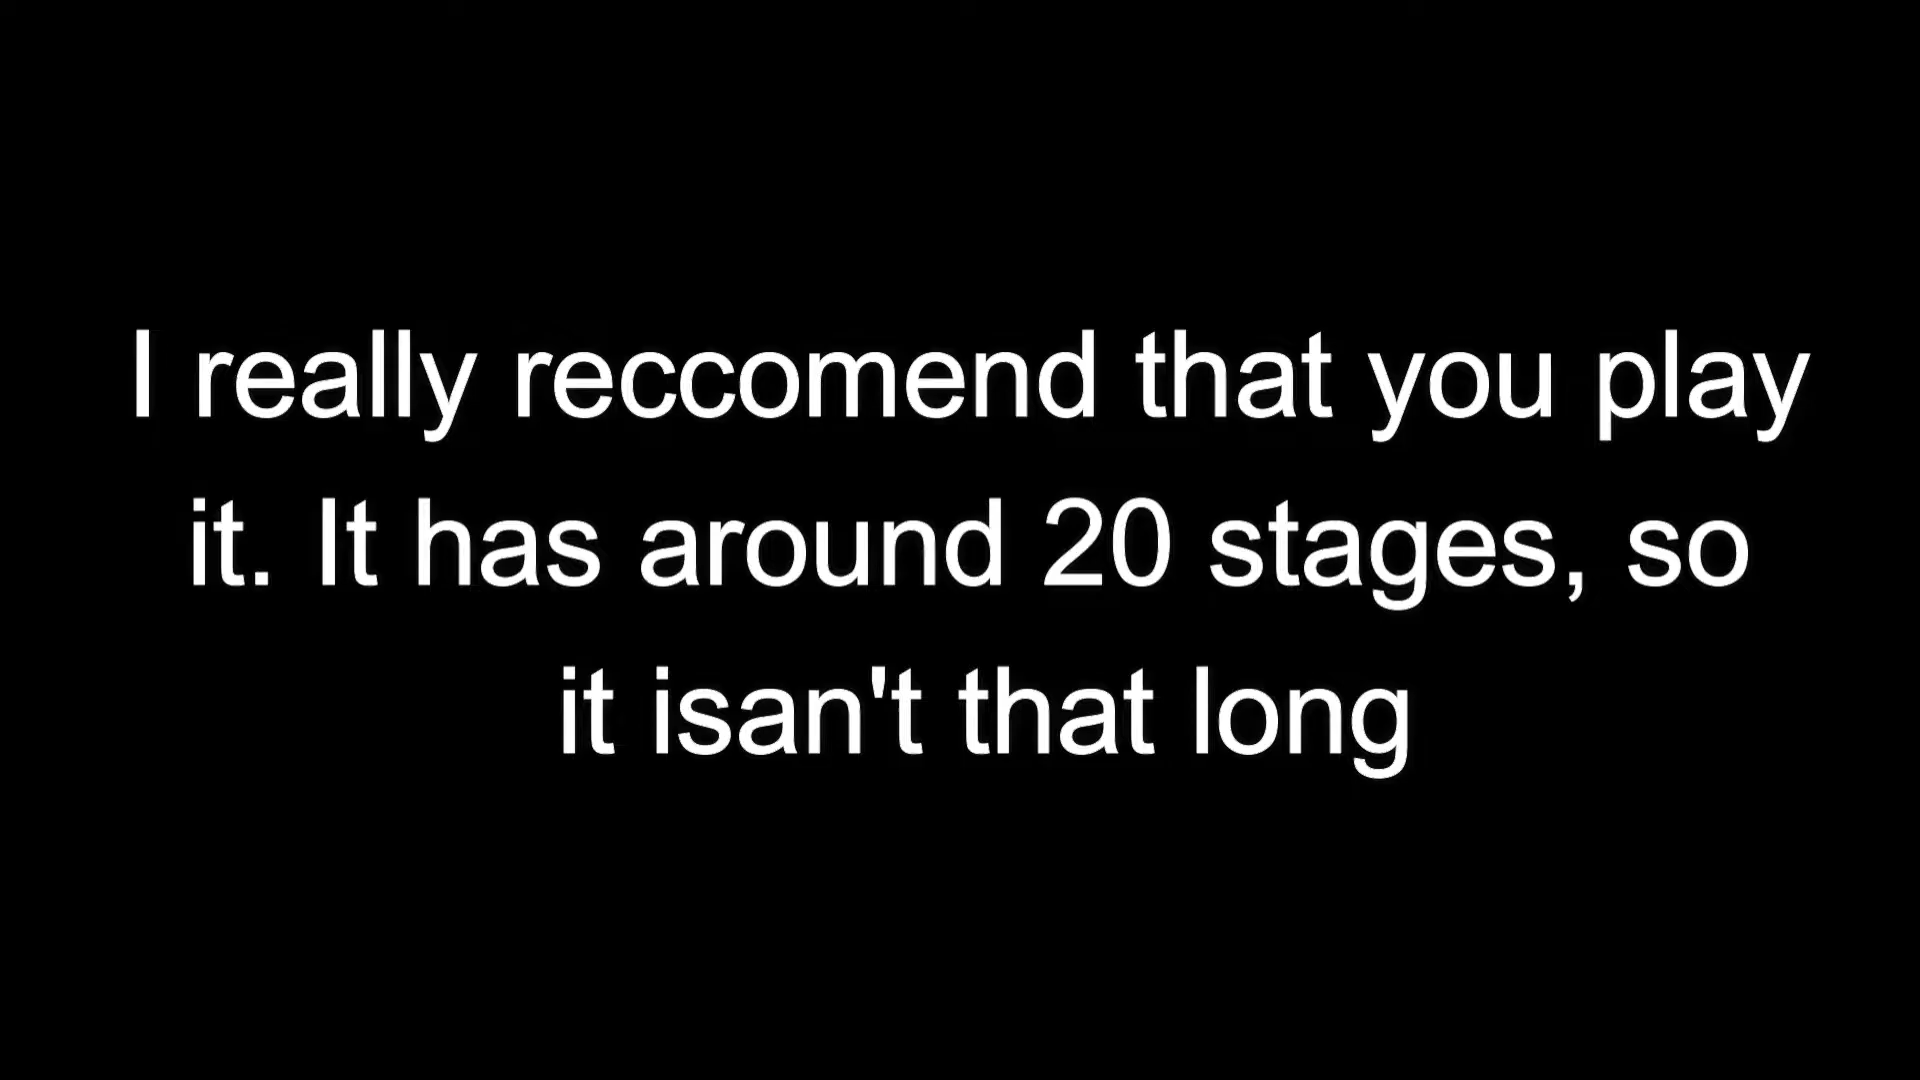 I really reccomend that you play
it. It has around 20 stages, so
it isan't that long